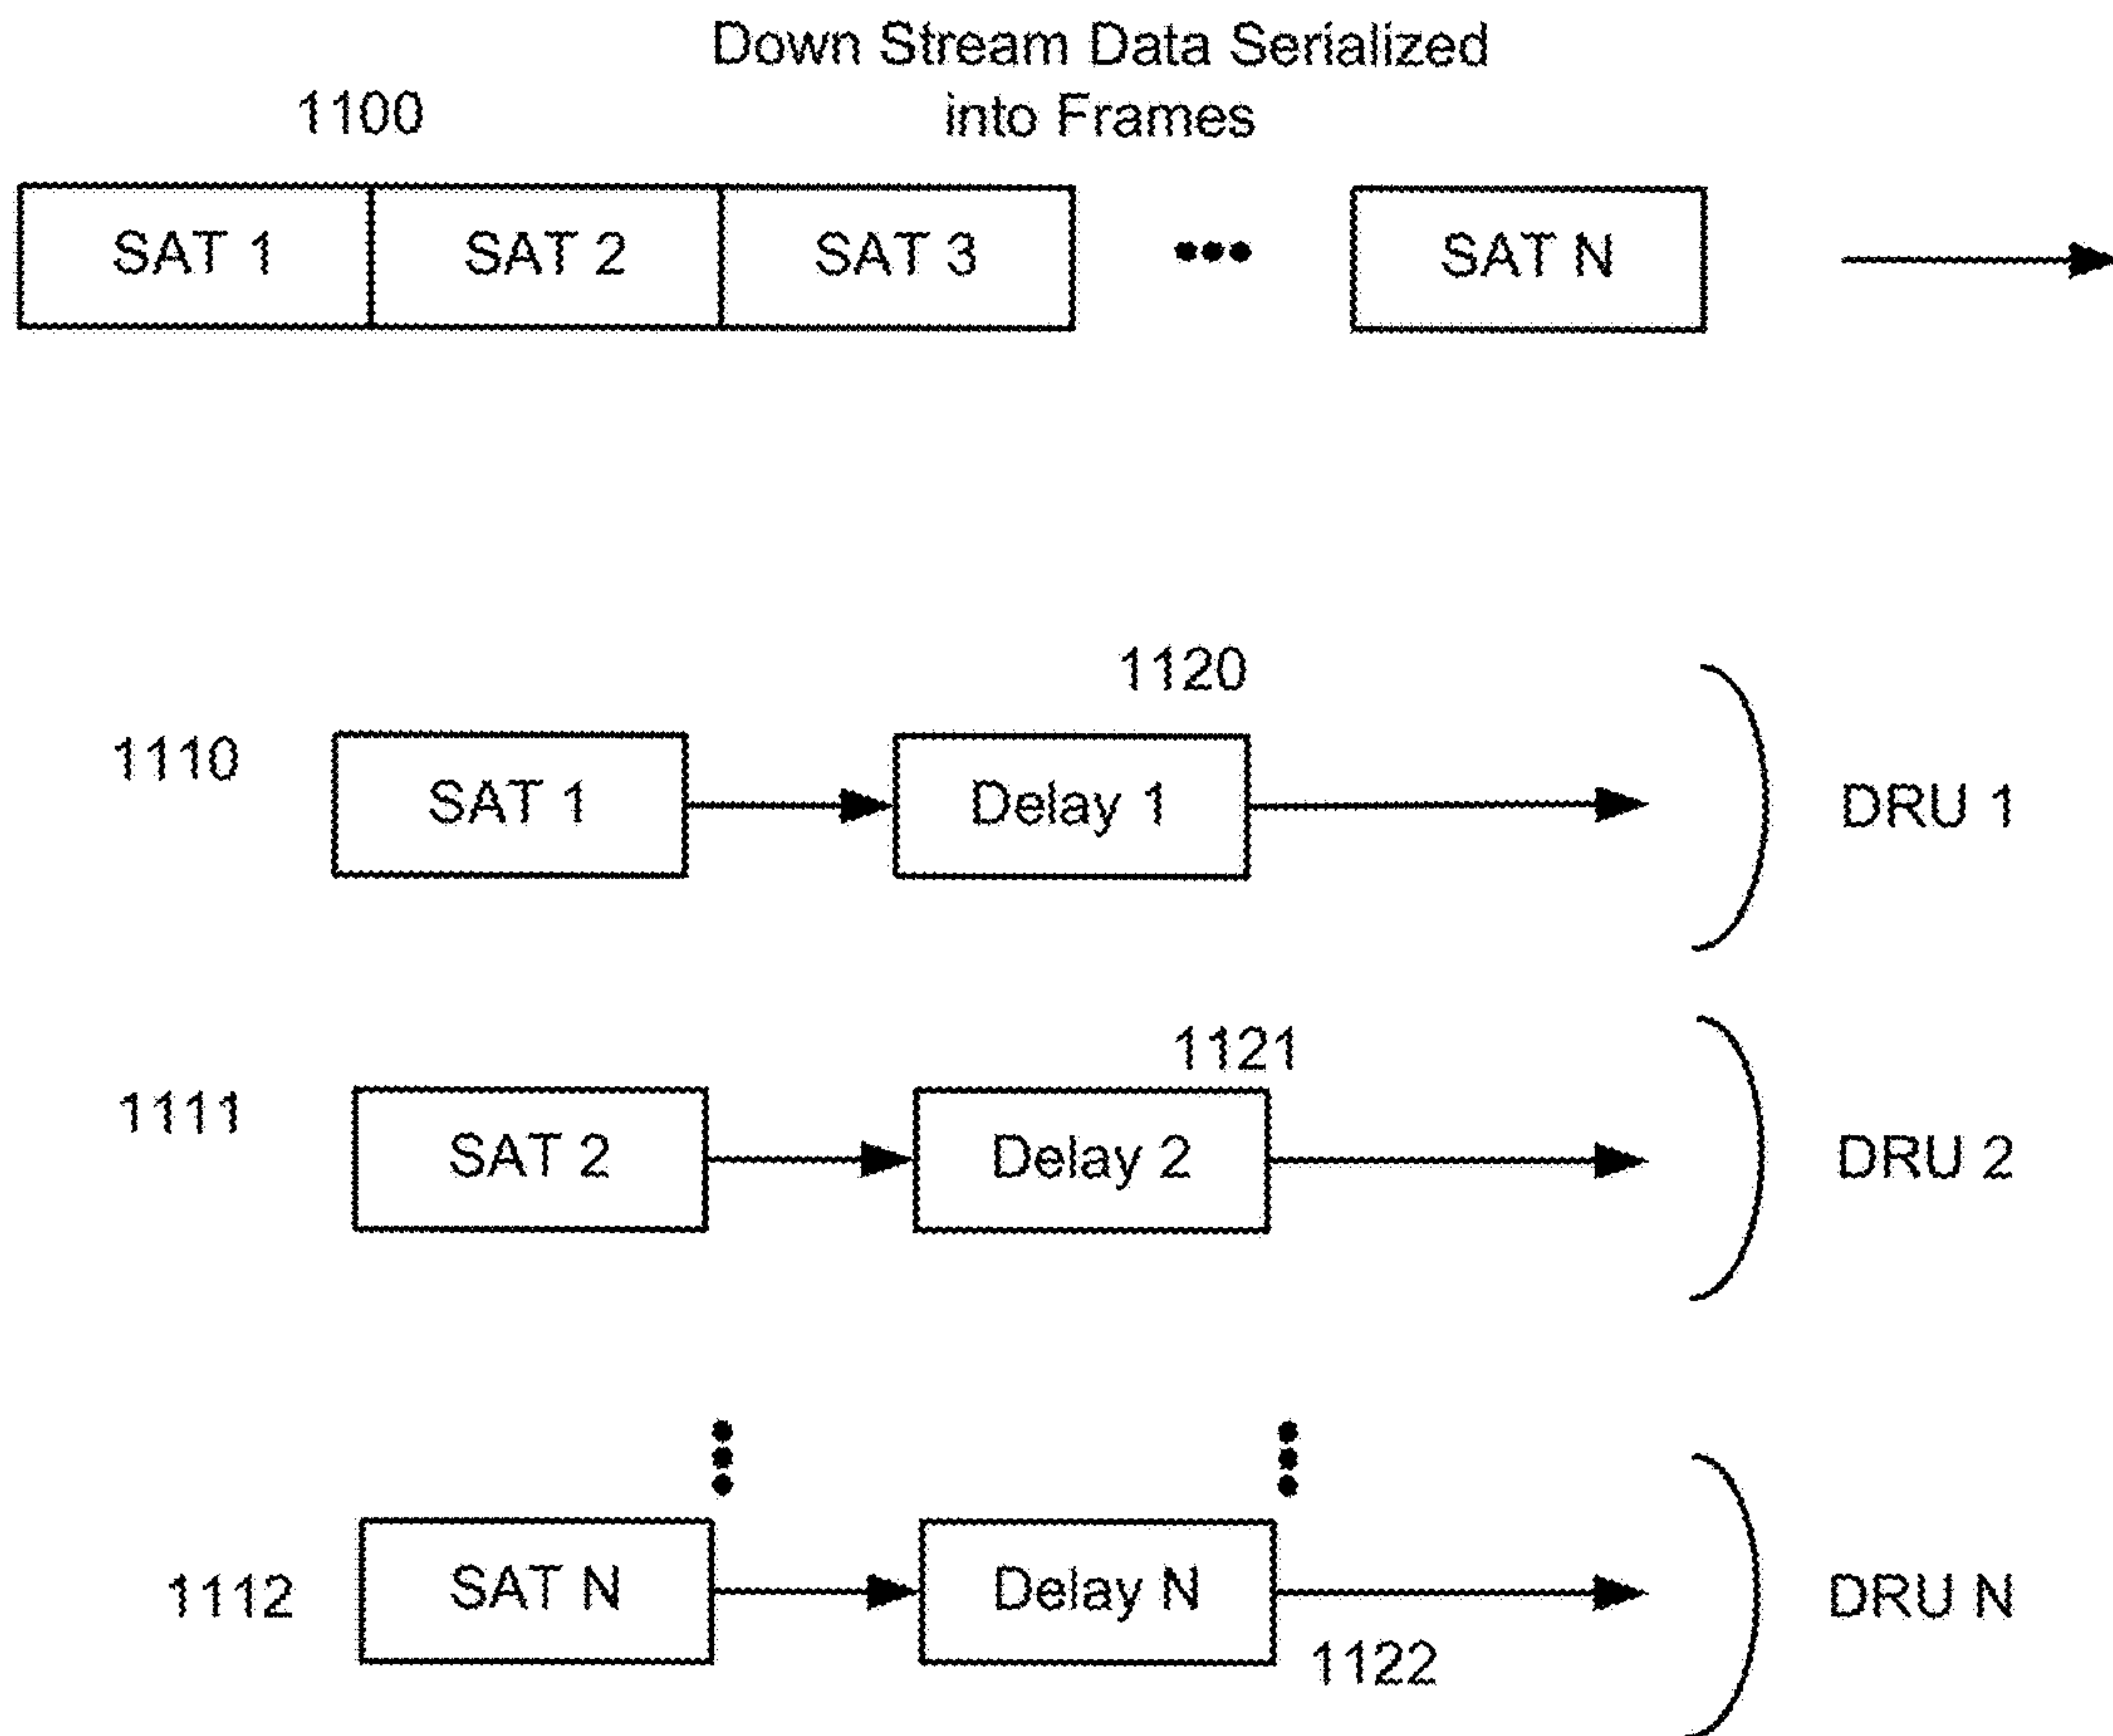 Down Stream Data Serialized
into Frames
1100
SAT 1 SAT 2 SAT 3 ••• SAT N
1120
1110 SAT 1 Delay 1 DRU 1
1121
1111 SAT 2 Delay 2 DRU 2
1112 SAT N Delay N DRU N
1122